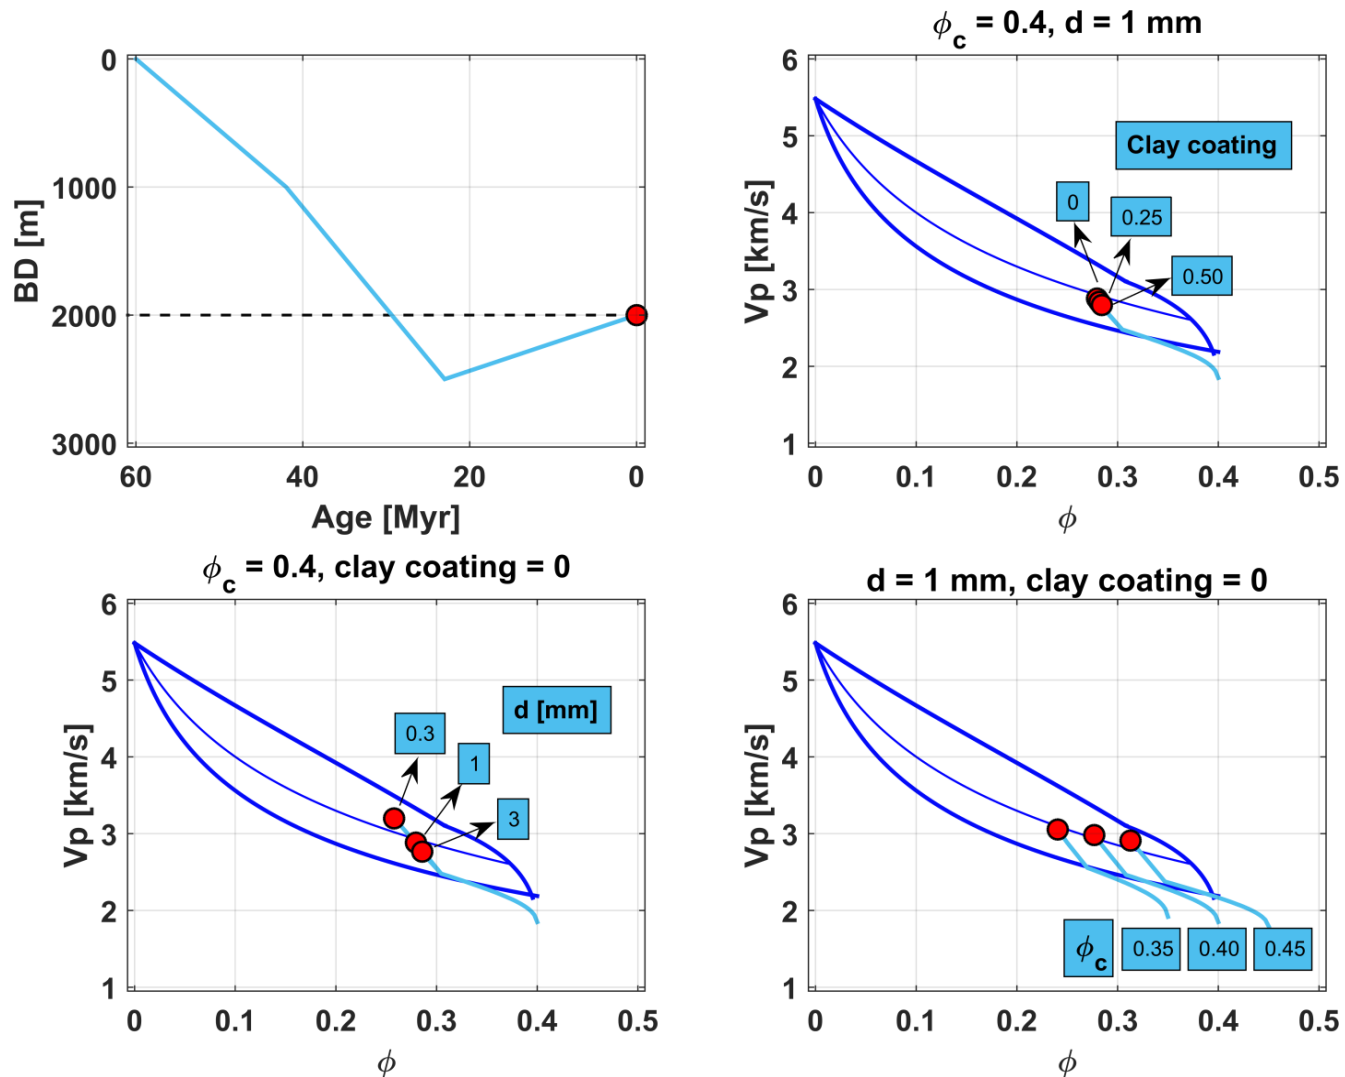 0
1000
2000
3000
BD [m]
60 40 20 0
Age [Myr]
ϕc = 0.4, d = 1 mm
6
5
4
3
2
1
Vp [km/s]
Clay coating
0
0.25
0.50
0 0.1 0.2 0.3 0.4 0.5
ϕ
ϕc = 0.4, clay coating = 0
6
5
4
3
2
1
Vp [km/s]
d [mm]
0.3
1
3
0 0.1 0.2 0.3 0.4 0.5
ϕ
d = 1 mm, clay coating = 0
6
5
4
3
2
1
Vp [km/s]
ϕc 0.35 0.40 0.45
0 0.1 0.2 0.3 0.4 0.5
ϕ